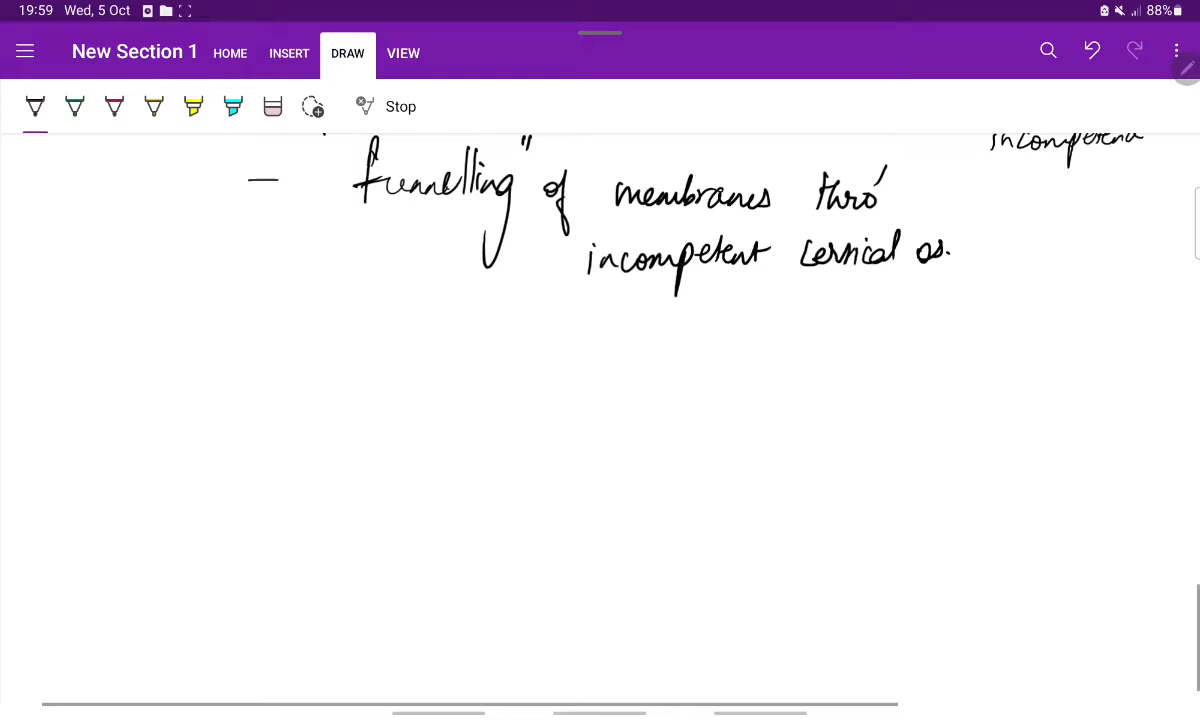 19:59 Wed, 5 Oct 88%
New Section 1 HOME INSERT DRAW VIEW
Stop
incompetence
— funnelling" of membranes thro'
incompetent cervical os.